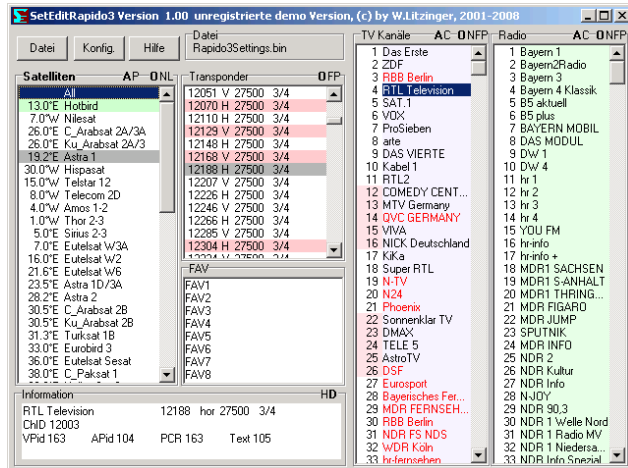 SetEditRapido3 Version 1.00 unregistrierte demo Version, (c) by W.Litzinger, 2001-2008
Datei
Konfig.
Hilfe
Datei
Rapido3Settings.bin
Satelliten AP ONL
All
13.0°E Hotbird
7.0°W Nilesat
26.0°E C_Arabsat 2A/3A
26.0°E Ku_Arabsat 2A/3
19.2°E Astra 1
30.0°W Hispasat
15.0°W Telstar 12
8.0°W Telecom 2D
4.0°W Amos 1-2
1.0°W Thor 2-3
5.0°E Sirius 2-3
7.0°E Eutelsat W3A
16.0°E Eutelsat W2
21.6°E Eutelsat W6
23.5°E Astra 1D/3A
28.2°E Astra 2
30.5°E C_Arabsat 2B
30.5°E Ku_Arabsat 2B
31.3°E Turksat 1B
33.0°E Eurobird 3
36.0°E Eutelsat Sesat
38.0°E C_Paksat 1
Transponder OFP
12051 V 27500 3/4
12070 H 27500 3/4
12110 H 27500 3/4
12129 V 27500 3/4
12148 H 27500 3/4
12168 V 27500 3/4
12188 H 27500 3/4
12207 V 27500 3/4
12226 H 27500 3/4
12246 V 27500 3/4
12266 H 27500 3/4
12285 V 27500 3/4
12304 H 27500 3/4
12324 V 27500 3/4
FAV
FAV1
FAV2
FAV3
FAV4
FAV5
FAV6
FAV7
FAV8
Information HD
RTL Television 12188 hor 27500 3/4
ChID 12003
VPid 163 APid 104 PCR 163 Text 105
TV Kanäle AC ONFP
1 Das Erste
2 ZDF
3 RBB Berlin
4 RTL Television
5 SAT.1
6 VOX
7 ProSieben
8 arte
9 DAS VIERTE
10 Kabel 1
11 RTL2
12 COMEDY CENT...
13 MTV Germany
14 QVC GERMANY
15 VIVA
16 NICK Deutschland
17 KiKa
18 Super RTL
19 N-TV
20 N24
21 Phoenix
22 Sonnenklar TV
23 DMAX
24 TELE 5
25 AstroTV
26 DSF
27 Eurosport
28 Bayerisches Fer...
29 MDR FERNSEH...
30 RBB Berlin
31 NDR FS NDS
32 WDR Köln
33 hr-fernsehen
Radio AC ONFP
1 Bayern 1
2 Bayern2Radio
3 Bayern 3
4 Bayern 4 Klassik
5 B5 aktuell
6 B5 plus
7 BAYERN MOBIL
8 DAS MODUL
9 DW 1
10 DW 4
11 hr 1
12 hr 2
13 hr 3
14 hr 4
15 YOU FM
16 hr-info
17 hr-info +
18 MDR1 SACHSEN
19 MDR1 S-ANHALT
20 MDR1 THRING...
21 MDR FIGARO
22 MDR JUMP
23 SPUTNIK
24 MDR INFO
25 NDR 2
26 NDR Kultur
27 NDR Info
28 N-JOY
29 NDR 90,3
30 NDR 1 Welle Nord
31 NDR 1 Radio MV
32 NDR 1 Niedersa...
33 NDR Info Spezial